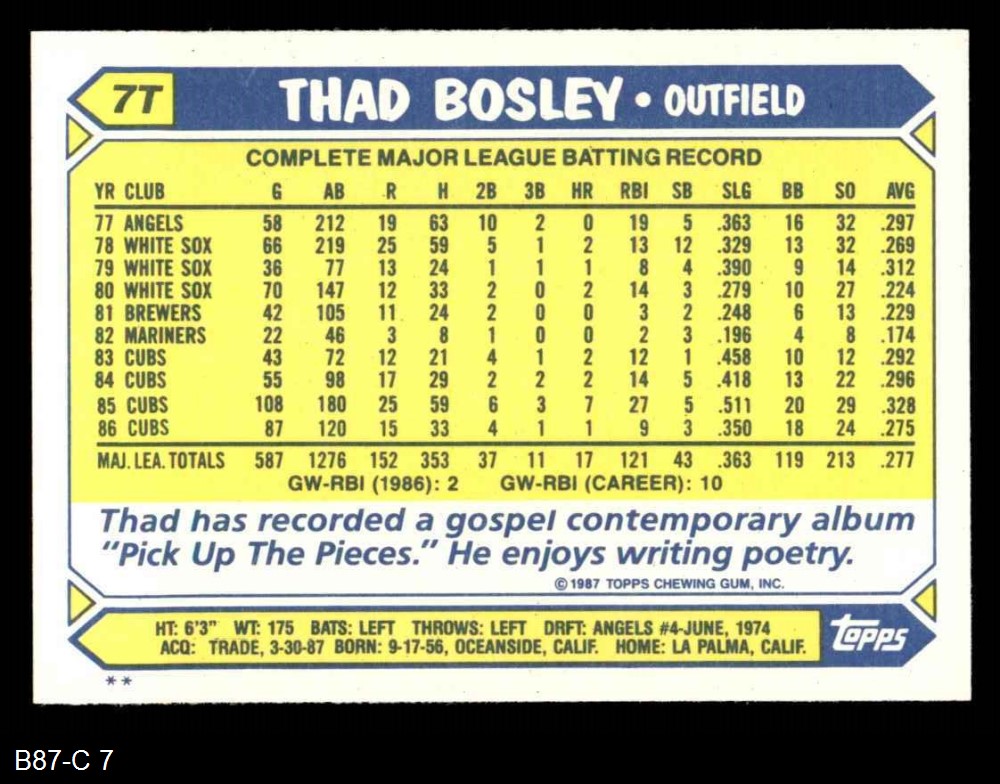 7T THAD BOSLEY • OUTFIELD
COMPLETE MAJOR LEAGUE BATTING RECORD
YR CLUB G AB R H 2B 3B HR RBI SB SLG BB SO AVG
77 ANGELS 58 212 19 63 10 2 0 19 5 .363 16 32 .297
78 WHITE SOX 66 219 25 59 5 1 2 13 12 .329 13 32 .269
79 WHITE SOX 36 77 13 24 1 1 1 8 4 .390 9 14 .312
80 WHITE SOX 70 147 12 33 2 0 2 14 3 .279 10 27 .224
81 BREWERS 42 105 11 24 2 0 0 3 2 .248 6 13 .229
82 MARINERS 22 46 3 8 1 0 0 2 3 .196 4 8 .174
83 CUBS 43 72 12 21 4 1 2 12 1 .458 10 12 .292
84 CUBS 55 98 17 29 2 2 2 14 5 .418 13 22 .296
85 CUBS 108 180 25 59 6 3 7 27 5 .511 20 29 .328
86 CUBS 87 120 15 33 4 1 1 9 3 .350 18 24 .275
MAJ. LEA. TOTALS 587 1276 152 353 37 11 17 121 43 .363 119 213 .277
GW-RBI (1986): 2 GW-RBI (CAREER): 10
Thad has recorded a gospel contemporary album
"Pick Up The Pieces." He enjoys writing poetry.
© 1987 TOPPS CHEWING GUM, INC.
HT: 6'3" WT: 175 BATS: LEFT THROWS: LEFT DRFT: ANGELS #4-JUNE, 1974
ACQ: TRADE, 3-30-87 BORN: 9-17-56, OCEANSIDE, CALIF. HOME: LA PALMA, CALIF.
topps
**
B87-C 7